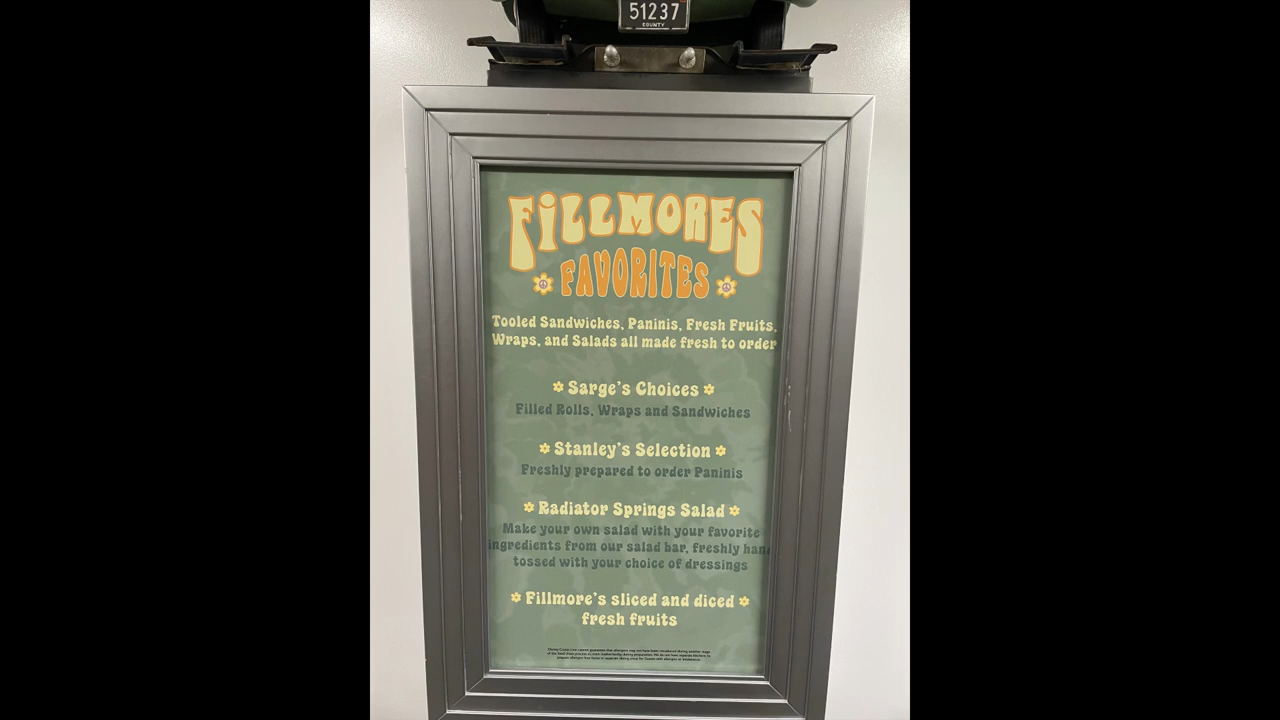 51237
COUNTY
FiLLMORES
FAVORITES
Tooled Sandwiches, Paninis, Fresh Fruits,
Wraps, and Salads all made fresh to order
Sarge's Choices
Filled Rolls, Wraps and Sandwiches
Stanley's Selection
Freshly prepared to order Paninis
Radiator Springs Salad
Make your own salad with your favorite
ingredients from our salad bar, freshly han
tossed with your choice of dressings
Fillmore's sliced and diced
fresh fruits